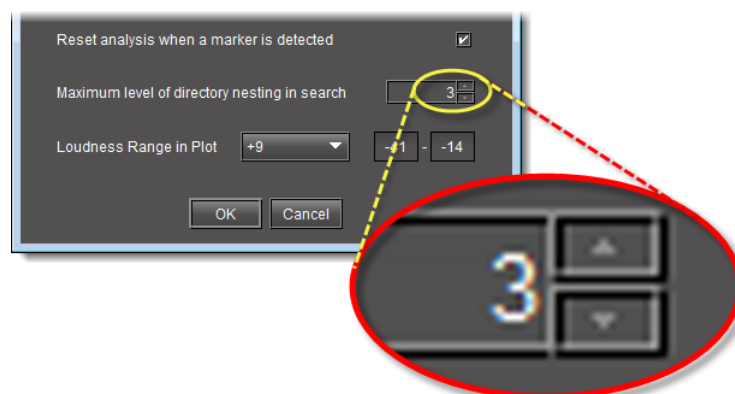 Reset analysis when a marker is detected
Maximum level of directory nesting in search 3
Loudness Range in Plot +9 -41 - -14
OK Cancel
3